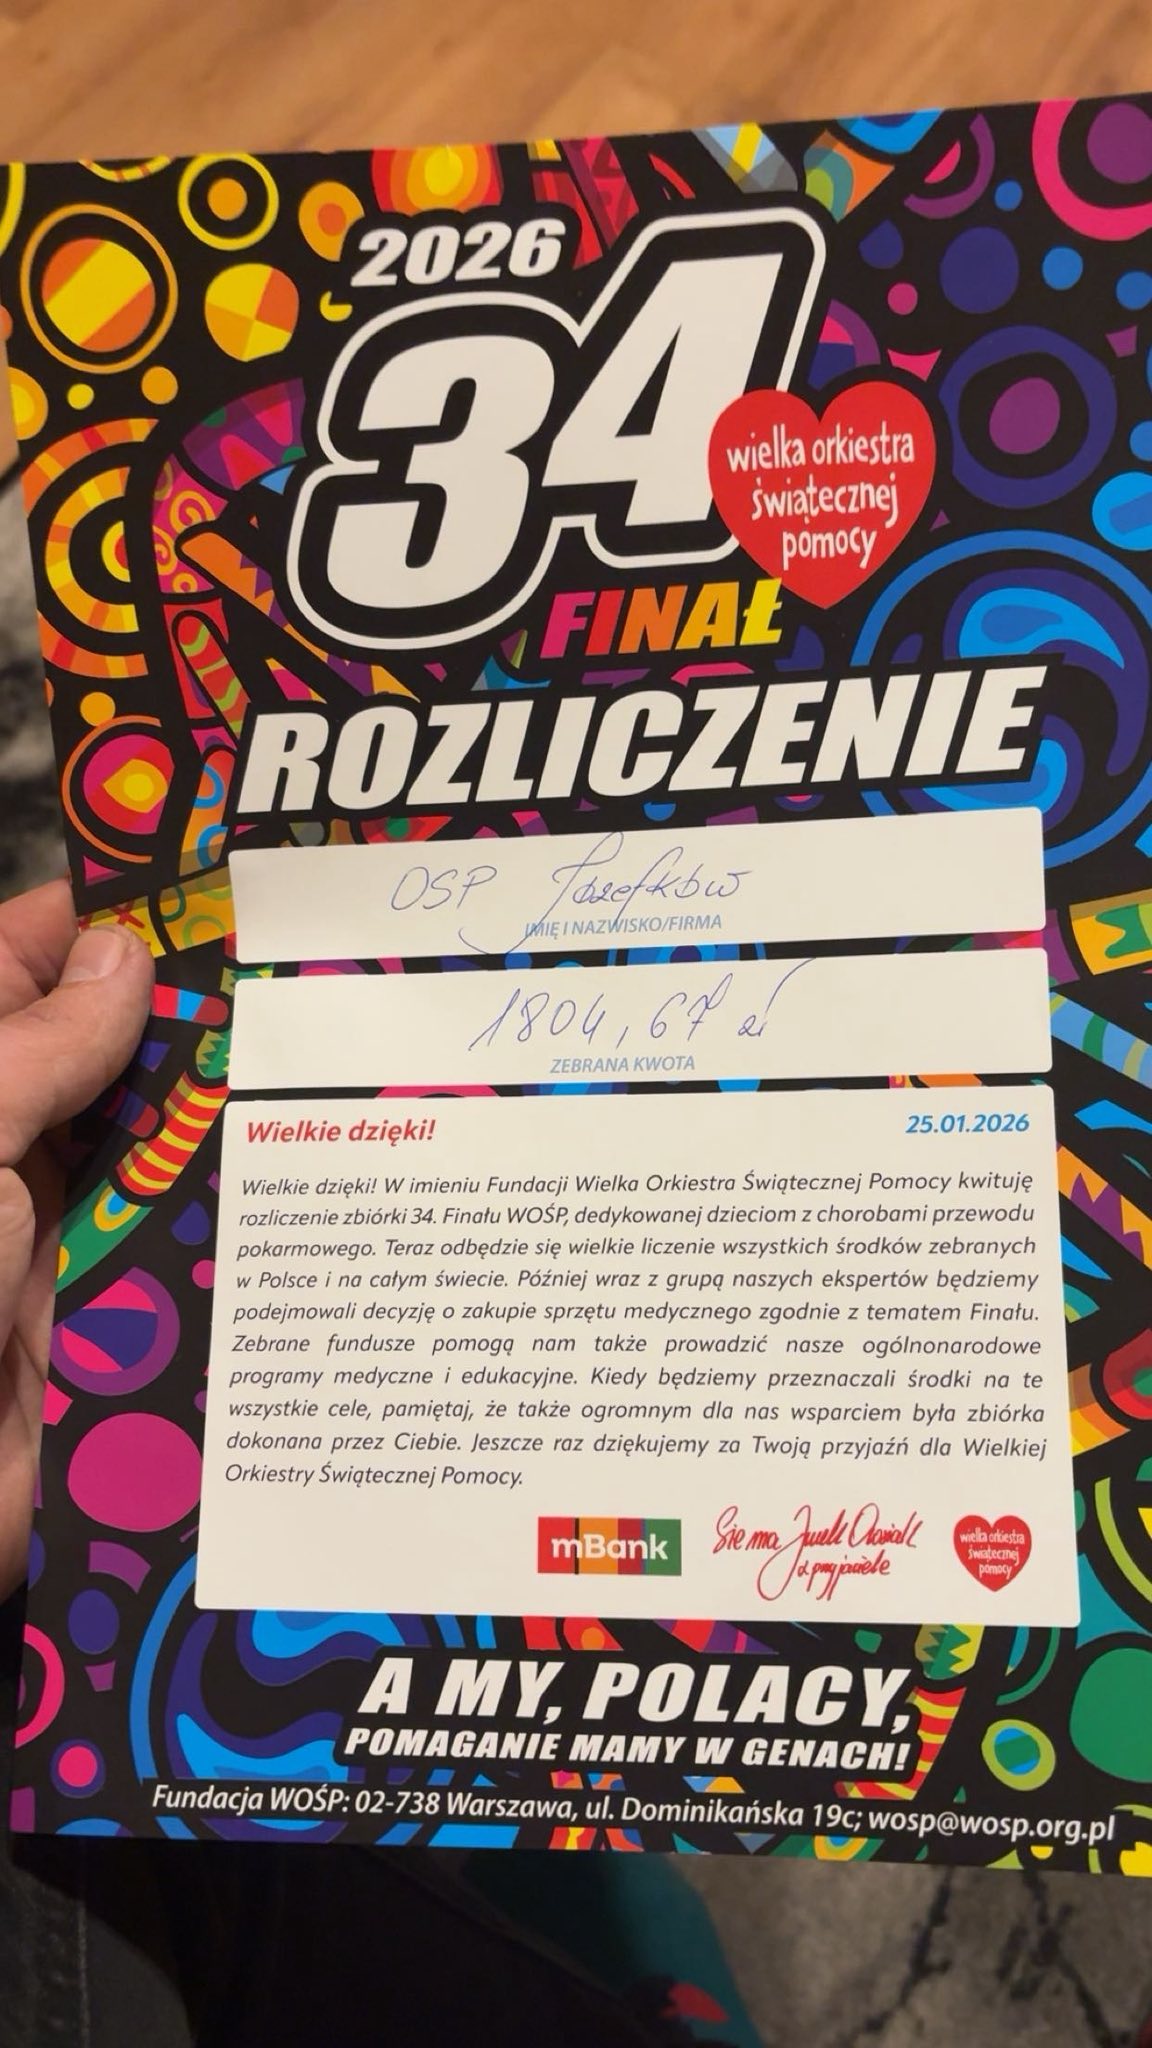 2026
34
wielka orkiestra
świątecznej
pomocy
FINAŁ
ROZLICZENIE
OSP Józefków
IMIĘ I NAZWISKO/FIRMA
1804,67 zł
ZEBRANA KWOTA
Wielkie dzięki!
25.01.2026
Wielkie dzięki! W imieniu Fundacji Wielka Orkiestra Świątecznej Pomocy kwituję
rozliczenie zbiórki 34. Finału WOŚP, dedykowanej dzieciom z chorobami przewodu
pokarmowego. Teraz odbędzie się wielkie liczenie wszystkich środków zebranych
w Polsce i na całym świecie. Później wraz z grupą naszych ekspertów będziemy
podejmowali decyzję o zakupie sprzętu medycznego zgodnie z tematem Finału.
Zebrane fundusze pomogą nam także prowadzić nasze ogólnonarodowe
programy medyczne i edukacyjne. Kiedy będziemy przeznaczali środki na te
wszystkie cele, pamiętaj, że także ogromnym dla nas wsparciem była zbiórka
dokonana przez Ciebie. Jeszcze raz dziękujemy za Twoją przyjaźń dla Wielkiej
Orkiestry Świątecznej Pomocy.
mBank
Sie ma Jurek Owsiak
z przyjaciele
wielka orkiestra
świątecznej
pomocy
A MY, POLACY,
POMAGANIE MAMY W GENACH!
Fundacja WOŚP: 02-738 Warszawa, ul. Dominikańska 19c; wosp@wosp.org.pl